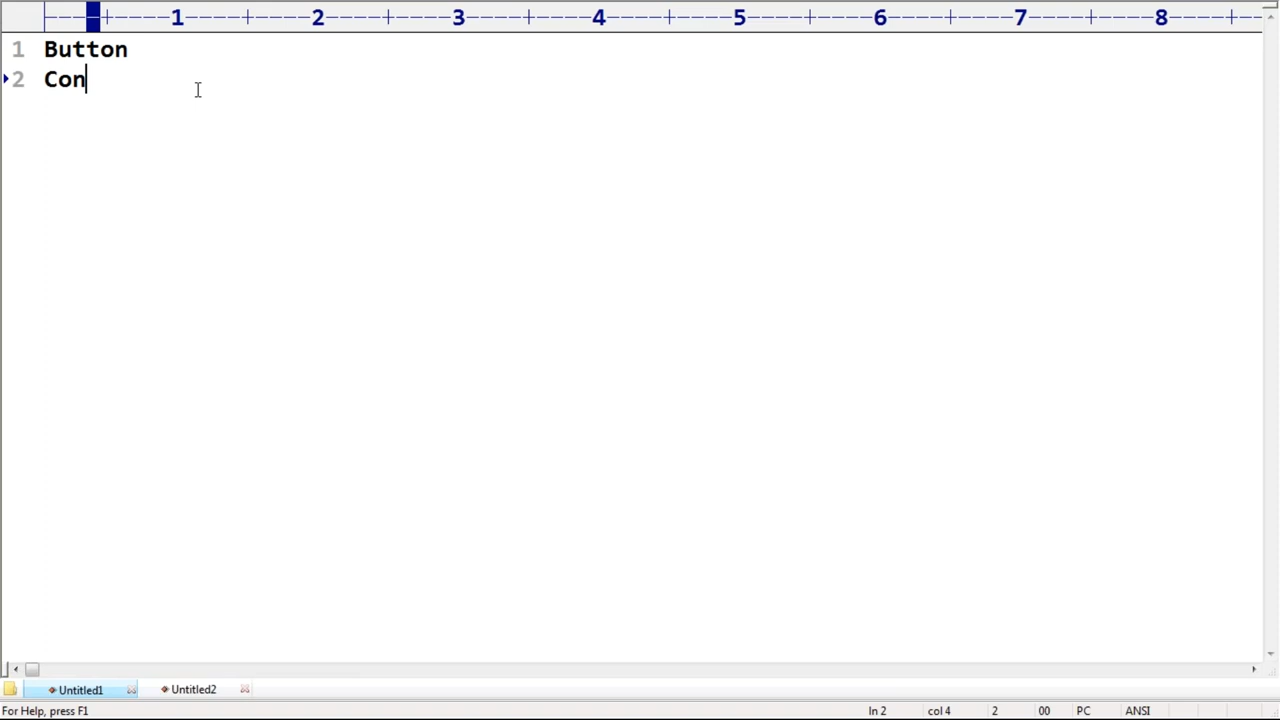 1 2 3 4 5 6 7 8
1 Button
2 Con
Untitled1 Untitled2
For Help, press F1 ln 2 col 4 2 00 PC ANSI